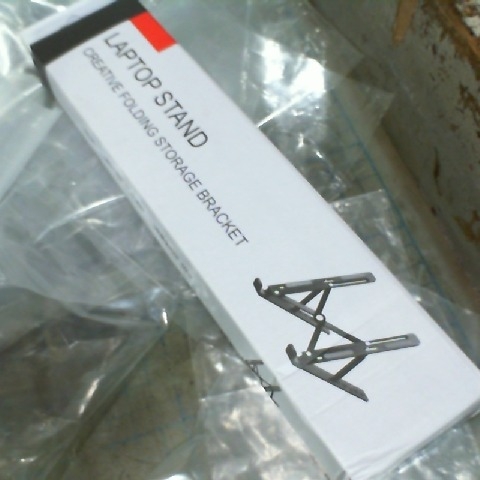 LAPTOP STAND
CREATIVE FOLDING STORAGE BRACKET